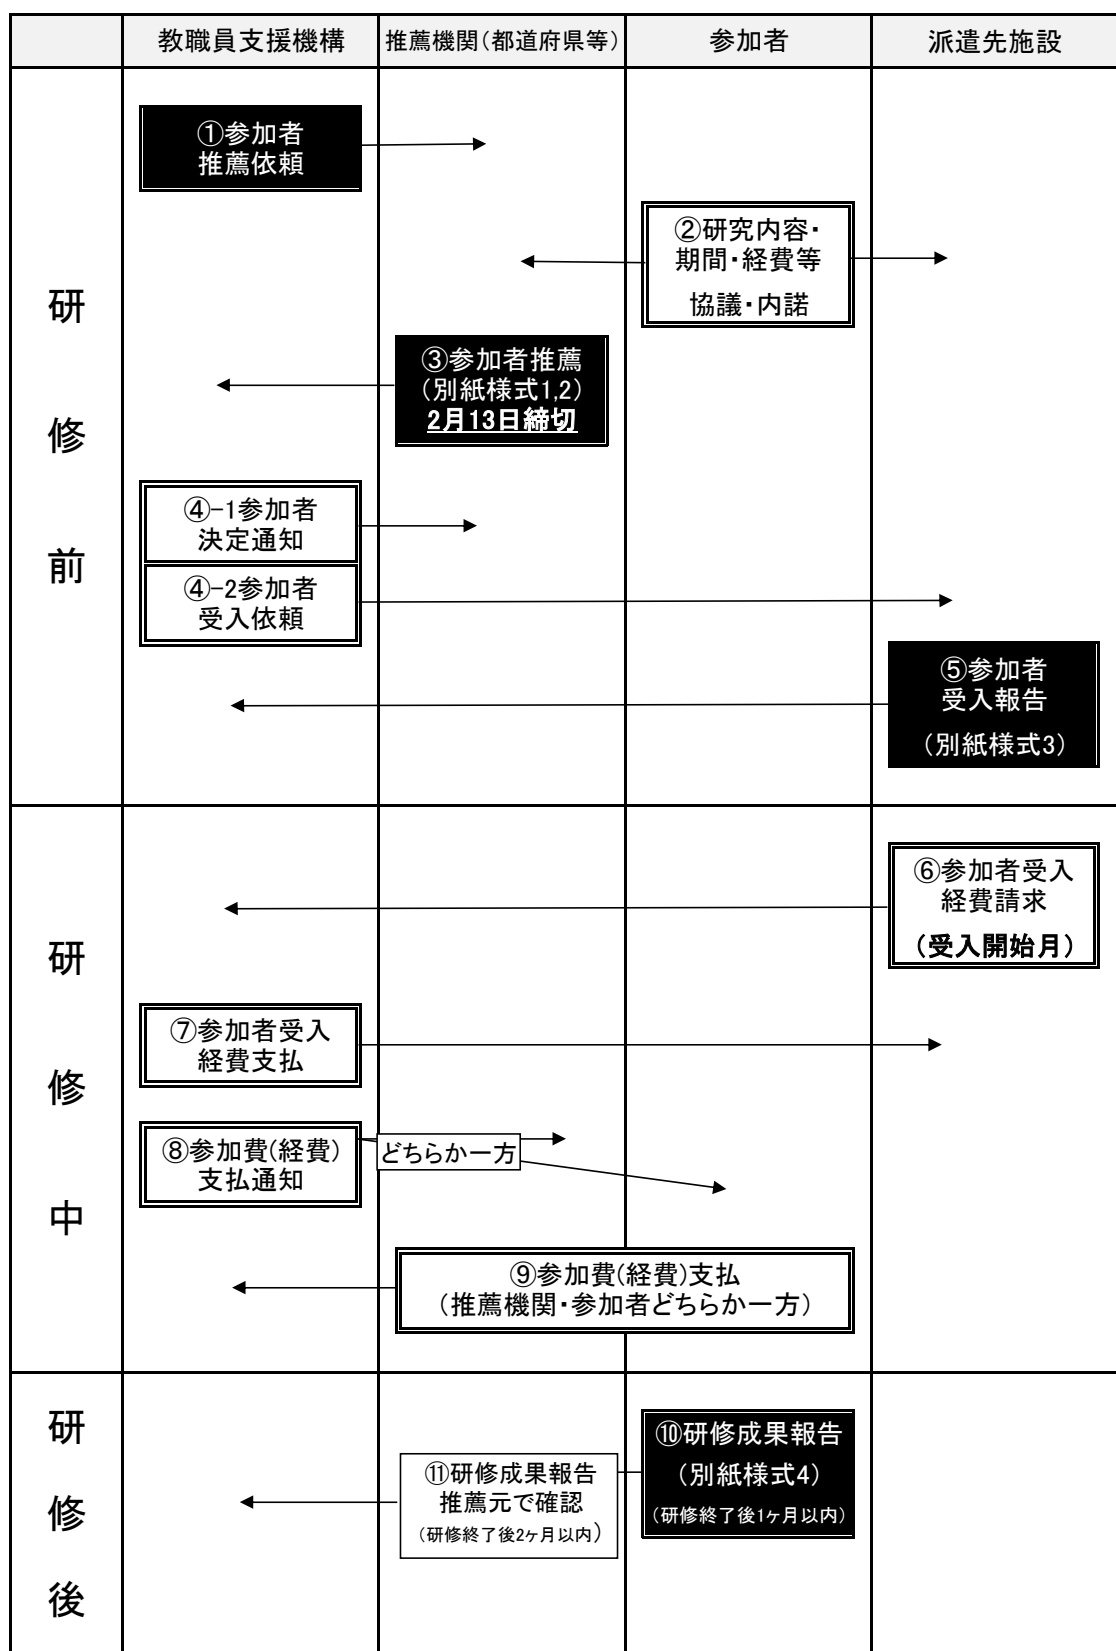 教職員支援機構
推薦機関（都道府県等）
参加者
派遣先施設
研
修
前
①参加者
推薦依頼
②研究内容・
期間・経費等
協議・内諾
③参加者推薦
（別紙様式1,2）
2月13日締切
④-1参加者
決定通知
④-2参加者
受入依頼
⑤参加者
受入報告
（別紙様式3）
研
修
中
⑥参加者受入
経費請求
（受入開始月）
⑦参加者受入
経費支払
⑧参加費(経費)
支払通知
どちらか一方
⑨参加費(経費)支払
（推薦機関・参加者どちらか一方）
研
修
後
⑩研修成果報告
（別紙様式4）
（研修終了後1ヶ月以内）
⑪研修成果報告
推薦元で確認
（研修終了後2ヶ月以内）